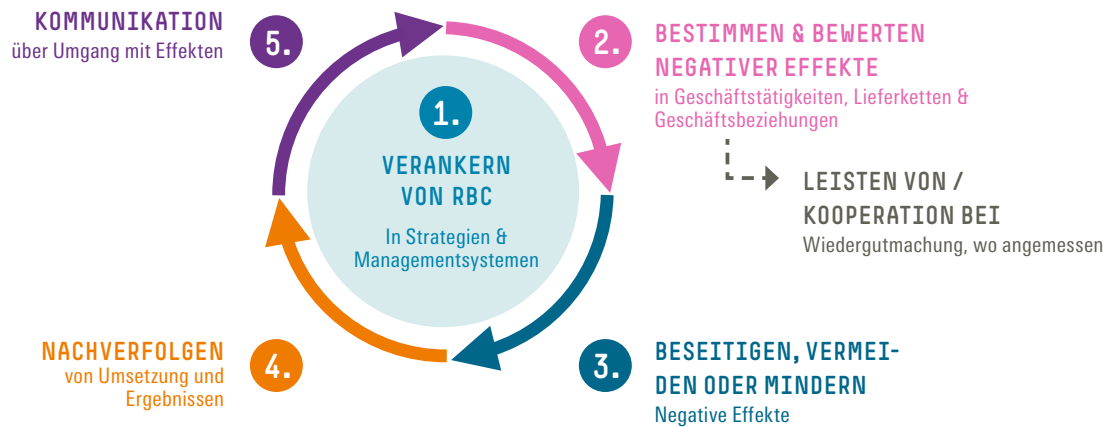 1.
VERANKERN
VON RBC
In Strategien &
Managementsystemen
2.
BESTIMMEN & BEWERTEN
NEGATIVER EFFEKTE
in Geschäftstätigkeiten, Lieferketten &
Geschäftsbeziehungen
LEISTEN VON /
KOOPERATION BEI
Wiedergutmachung, wo angemessen
3.
BESEITIGEN, VERMEI-
DEN ODER MINDERN
Negative Effekte
4.
NACHVERFOLGEN
von Umsetzung und
Ergebnissen
5.
KOMMUNIKATION
über Umgang mit Effekten